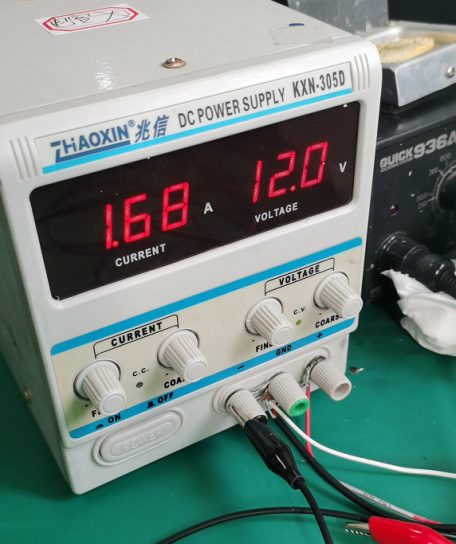 ZHAOXIN® 兆信 DC POWER SUPPLY KXN-305D
1.68 A 12.0 V
CURRENT VOLTAGE
QUICK 936A
VOLTAGE
C.V.
FINE COARSE
CURRENT
C.C.
ON OFF
- GND +
POWER